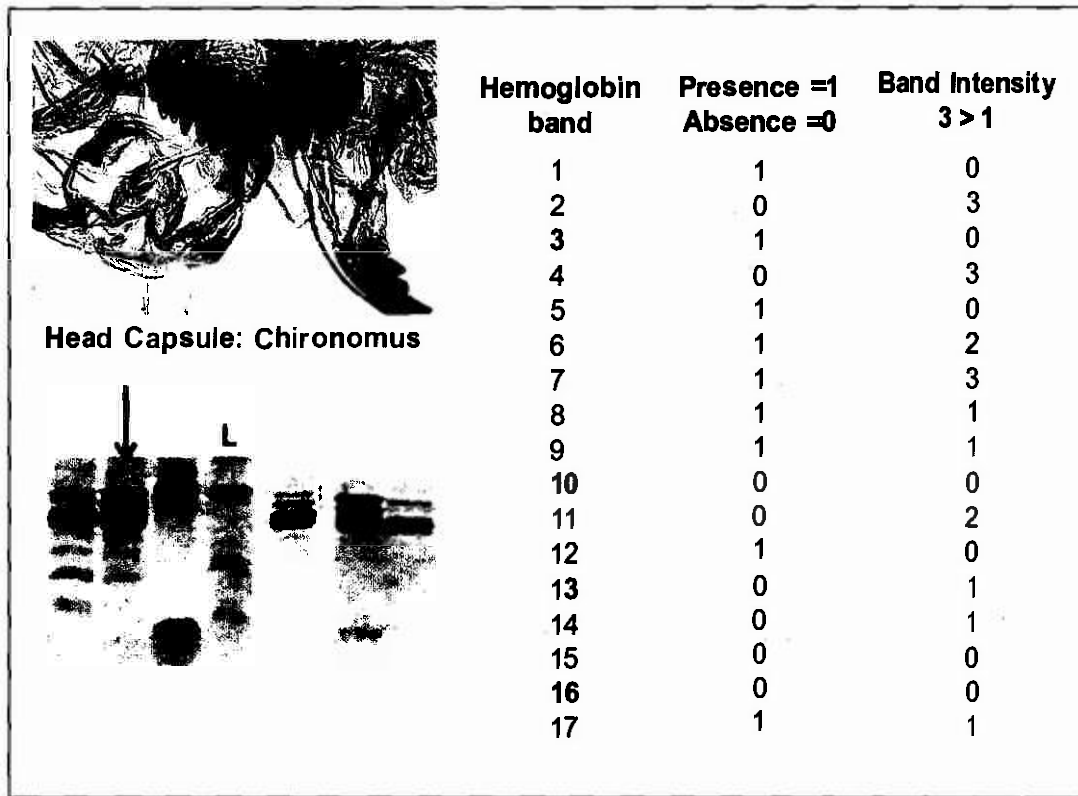 Head Capsule: Chironomus
L
Hemoglobin band Presence =1 Absence =0 Band Intensity 3 > 1
1 1 0
2 0 3
3 1 0
4 0 3
5 1 0
6 1 2
7 1 3
8 1 1
9 1 1
10 0 0
11 0 2
12 1 0
13 0 1
14 0 1
15 0 0
16 0 0
17 1 1